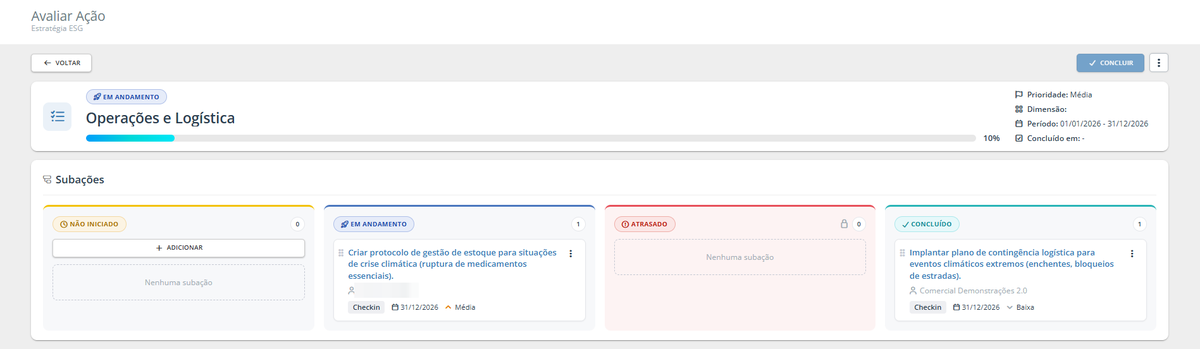 Avaliar Ação
Estratégia ESG
VOLTAR
CONCLUIR
EM ANDAMENTO
Operações e Logística
10%
Prioridade: Média
Dimensão:
Período: 01/01/2026 - 31/12/2026
Concluído em: -
Subações
NÃO INICIADO
0
ADICIONAR
Nenhuma subação
EM ANDAMENTO
1
Criar protocolo de gestão de estoque para situações
de crise climática (ruptura de medicamentos
essenciais).
Checkin 31/12/2026 Média
ATRASADO
0
Nenhuma subação
CONCLUÍDO
1
Implantar plano de contingência logística para
eventos climáticos extremos (enchentes, bloqueios
de estradas).
Comercial Demonstrações 2.0
Checkin 31/12/2026 Baixa